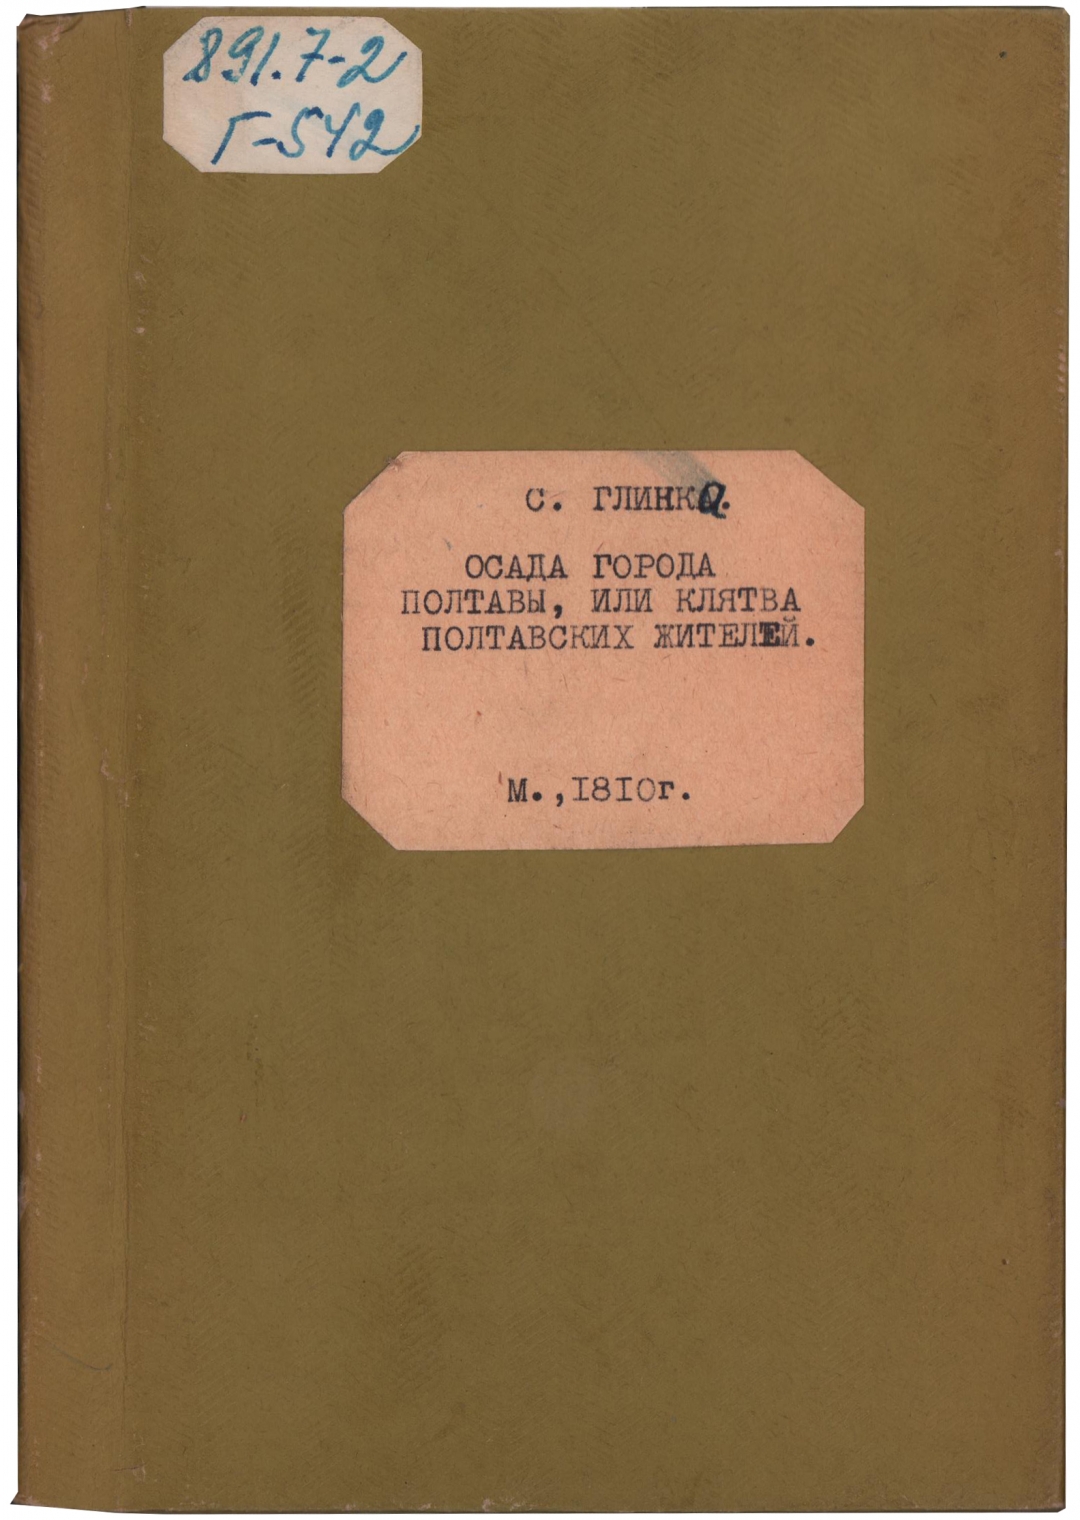 891.7-2
Г-542
С. ГЛИНКА.
ОСАДА ГОРОДА
ПОЛТАВЫ, ИЛИ КЛЯТВА
ПОЛТАВСКИХ ЖИТЕЛЕЙ.
М.,1810г.